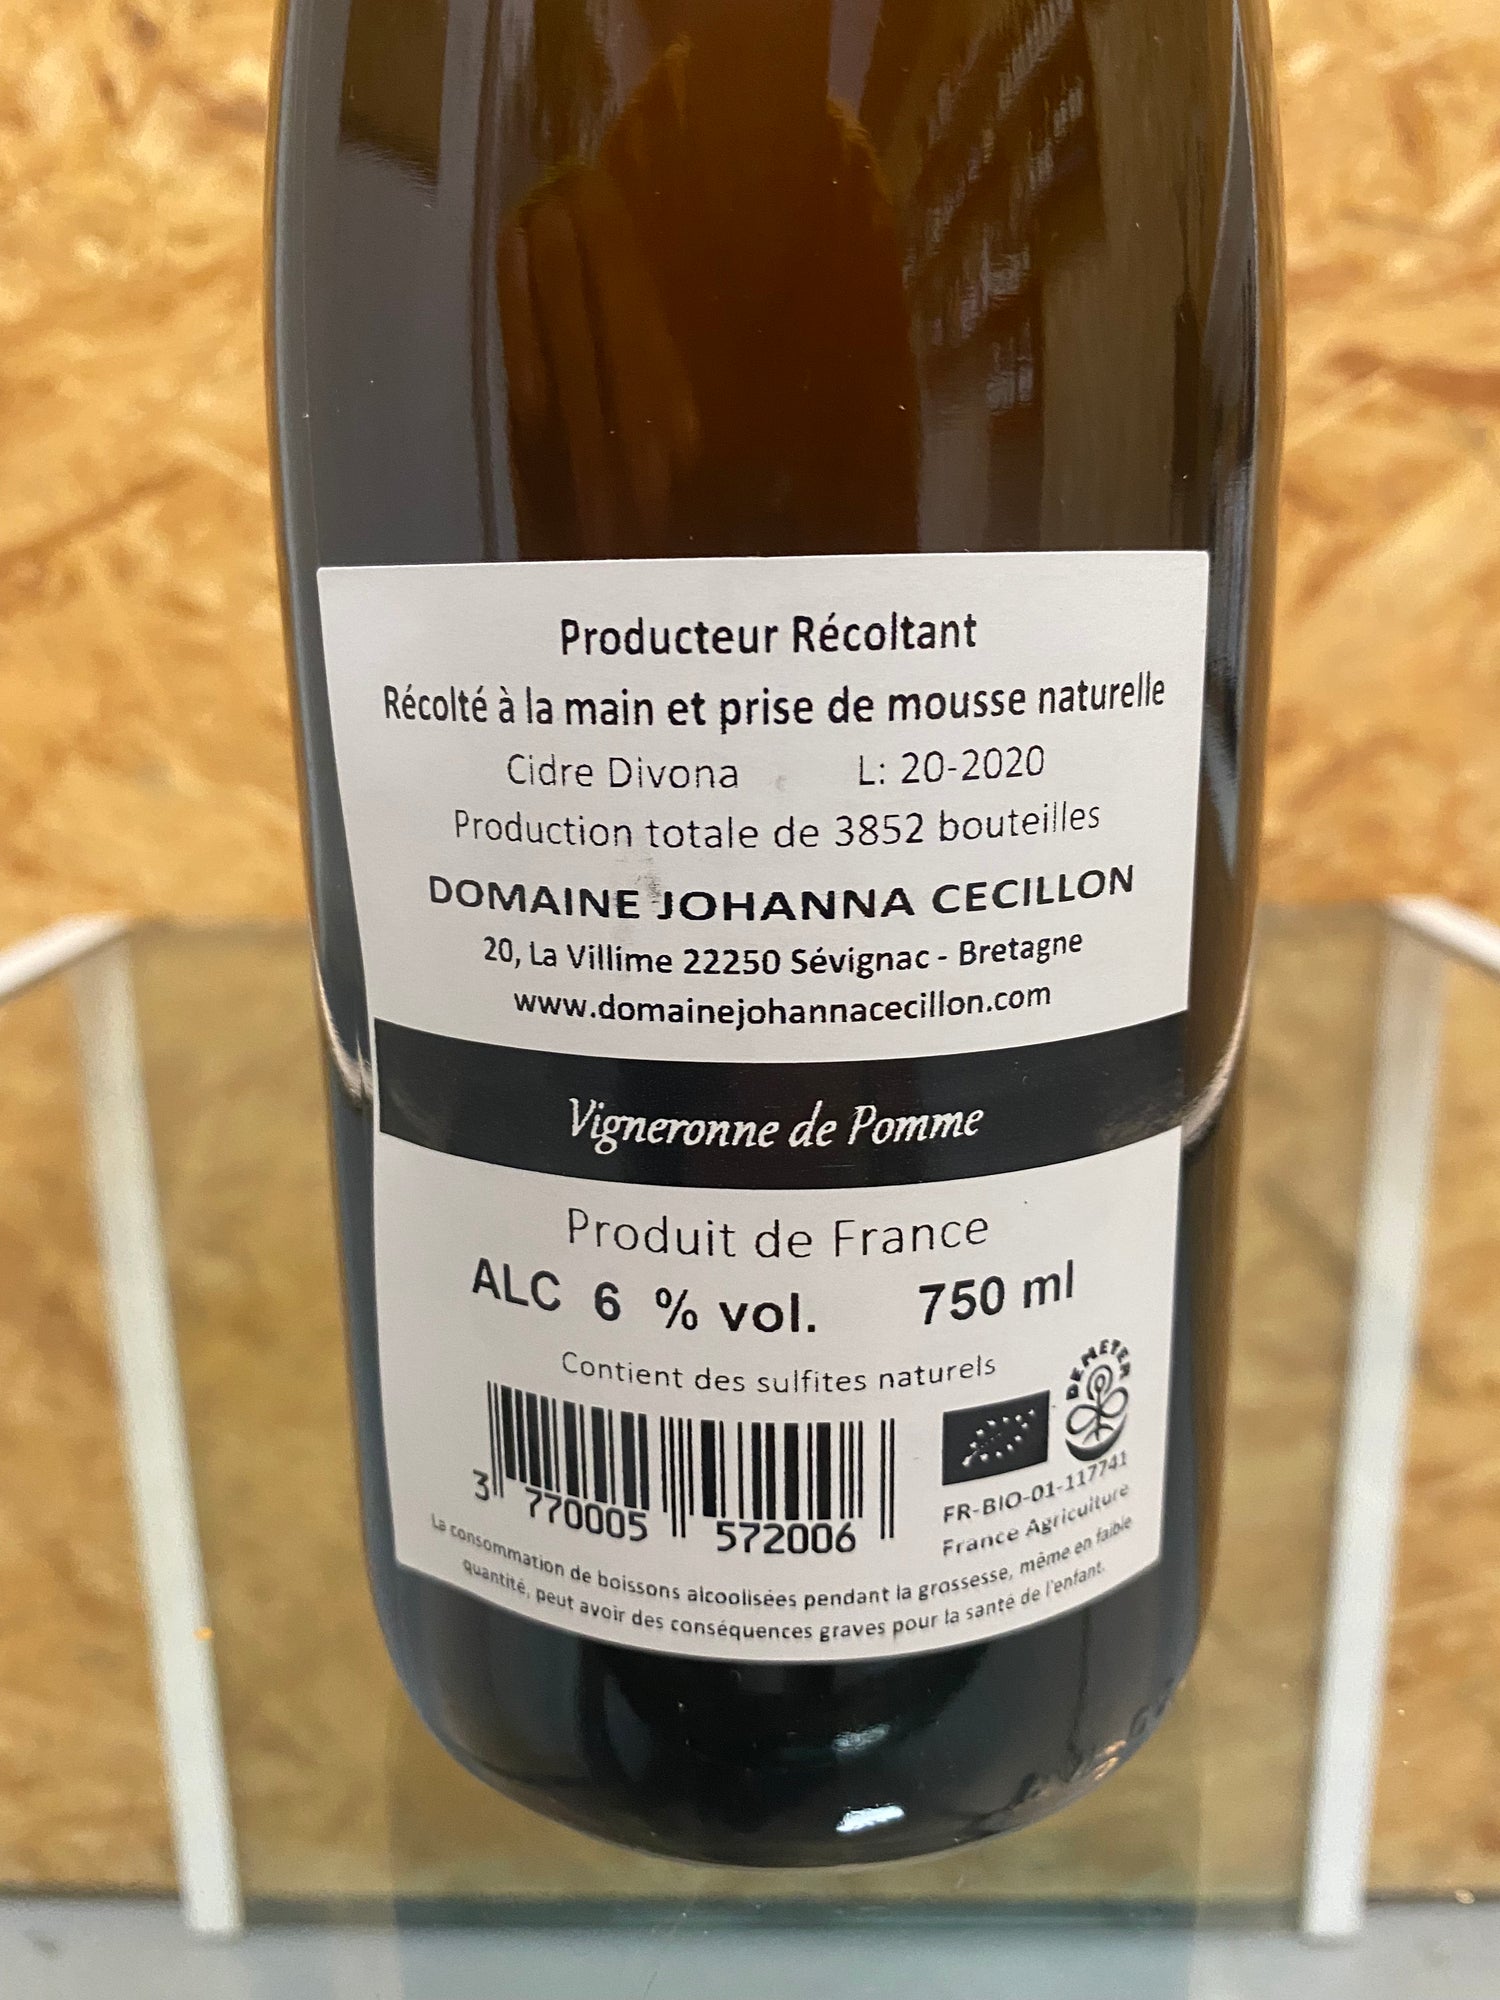 Producteur Récoltant
Récolté à la main et prise de mousse naturelle
Cidre Divona L: 20-2020
Production totale de 3852 bouteilles
DOMAINE JOHANNA CECILLON
20, La Villime 22250 Sévignac - Bretagne
www.domainejohannacecillon.com
Vigneronne de Pomme
Produit de France
ALC 6 % vol. 750 ml
Contient des sulfites naturels
DEMETER
3 770005 572006
FR-BIO-01-117741
France Agriculture
La consommation de boissons alcoolisées pendant la grossesse, même en faible
quantité, peut avoir des conséquences graves pour la santé de l'enfant.